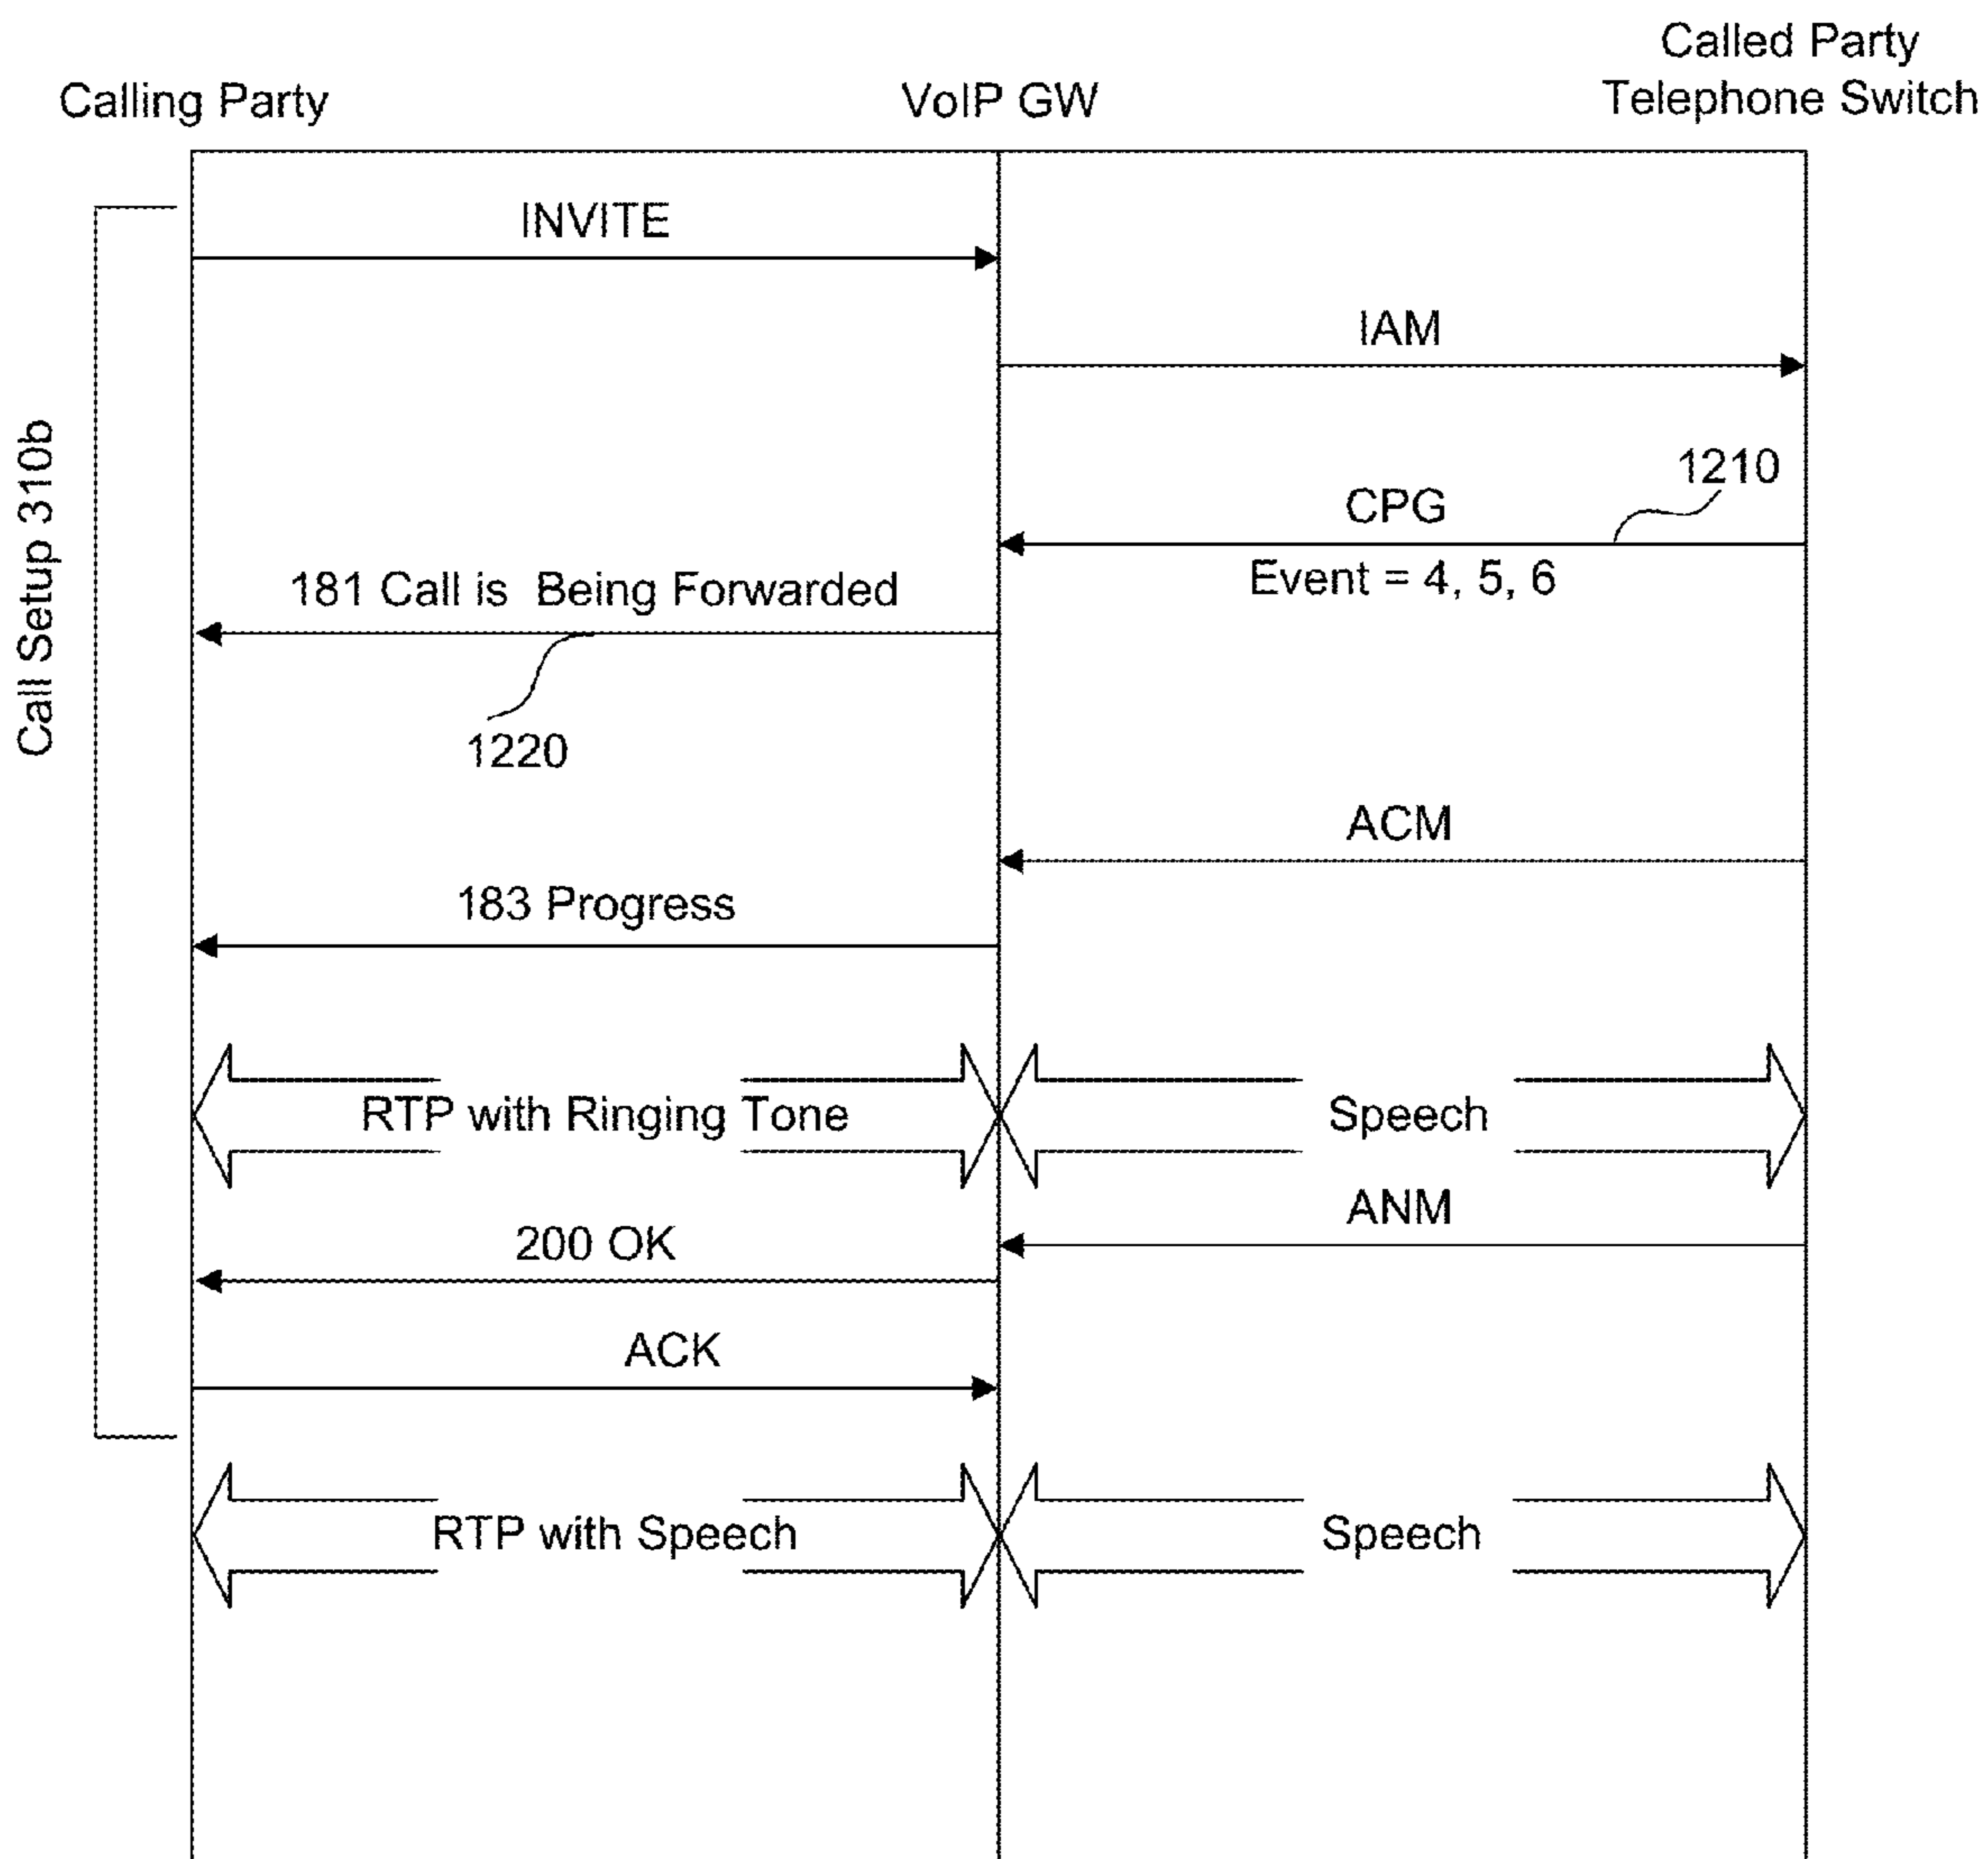 Calling Party
VoIP GW
Called Party
Telephone Switch
Call Setup 310b
INVITE
IAM
1210
CPG
Event = 4, 5, 6
181 Call is Being Forwarded
1220
ACM
183 Progress
RTP with Ringing Tone
Speech
ANM
200 OK
ACK
RTP with Speech
Speech